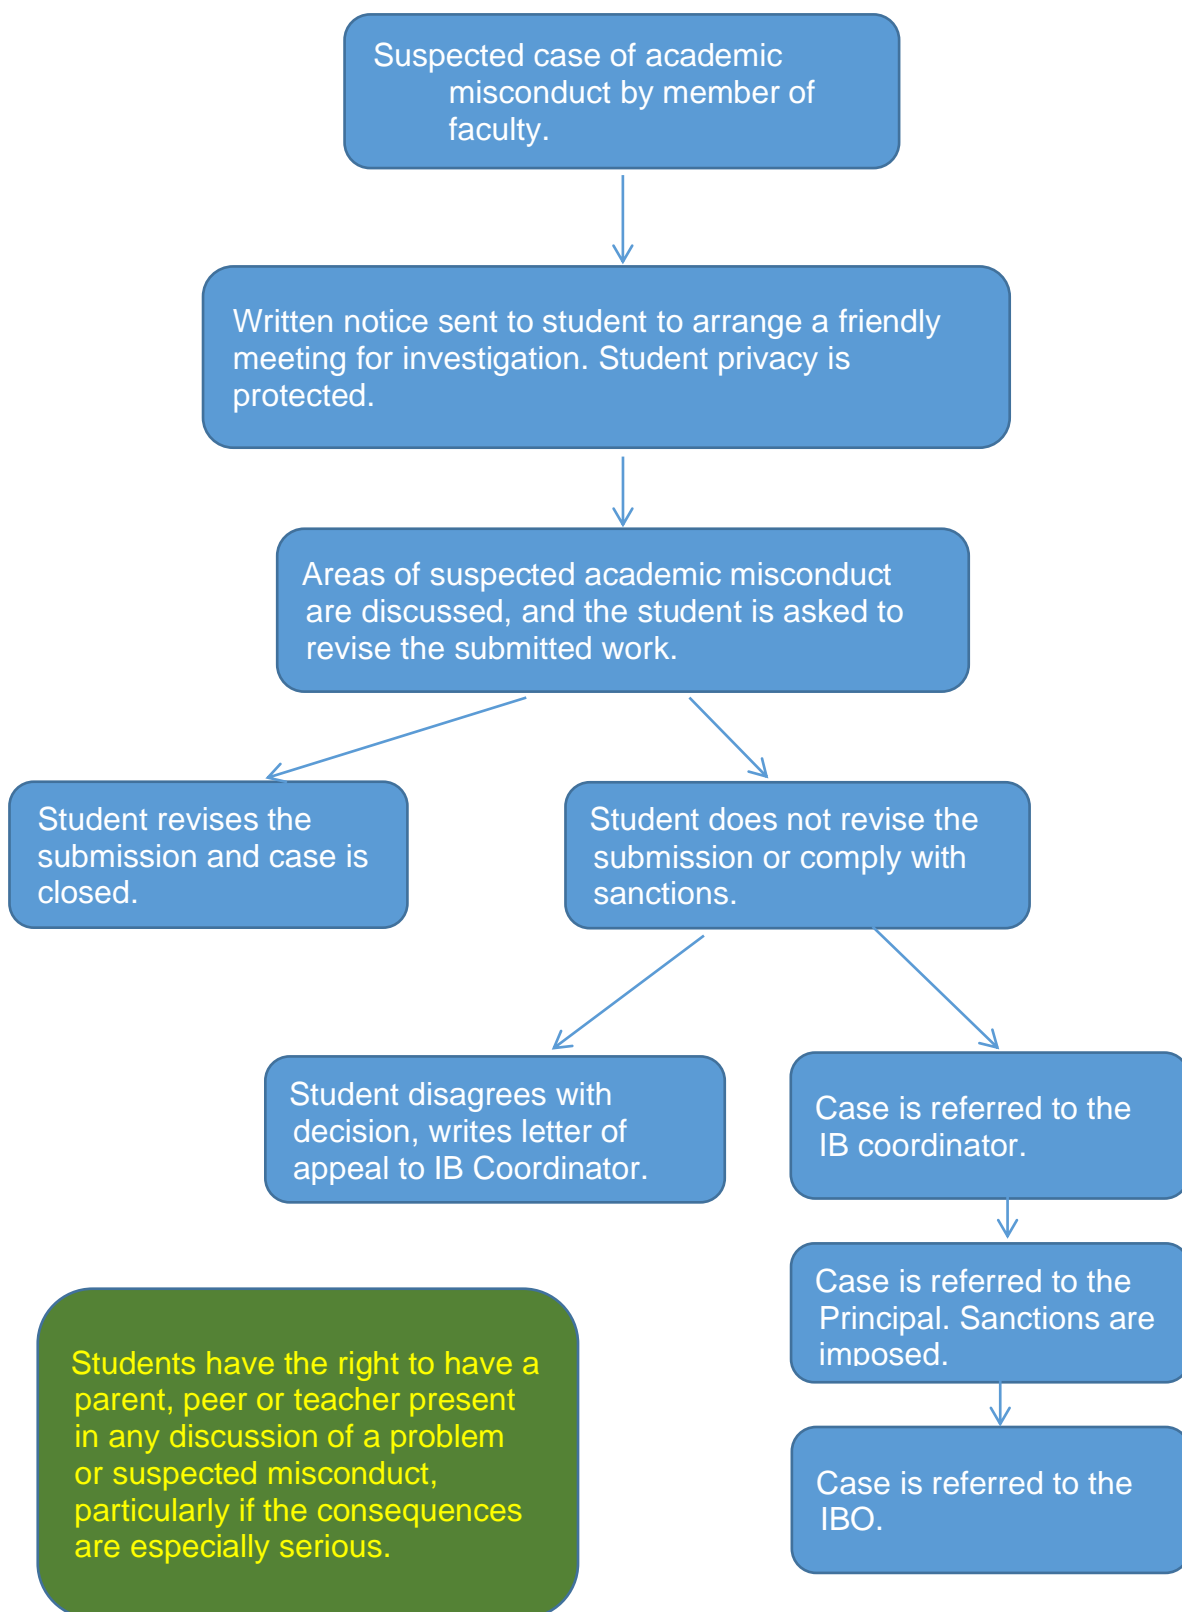 Suspected case of academic
misconduct by member of
faculty.
Written notice sent to student to arrange a friendly
meeting for investigation. Student privacy is
protected.
Areas of suspected academic misconduct
are discussed, and the student is asked to
revise the submitted work.
Student revises the
submission and case is
closed.
Student does not revise the
submission or comply with
sanctions.
Student disagrees with
decision, writes letter of
appeal to IB Coordinator.
Case is referred to the
IB coordinator.
Case is referred to the
Principal. Sanctions are
imposed.
Case is referred to the
IBO.
Students have the right to have a
parent, peer or teacher present
in any discussion of a problem
or suspected misconduct,
particularly if the consequences
are especially serious.